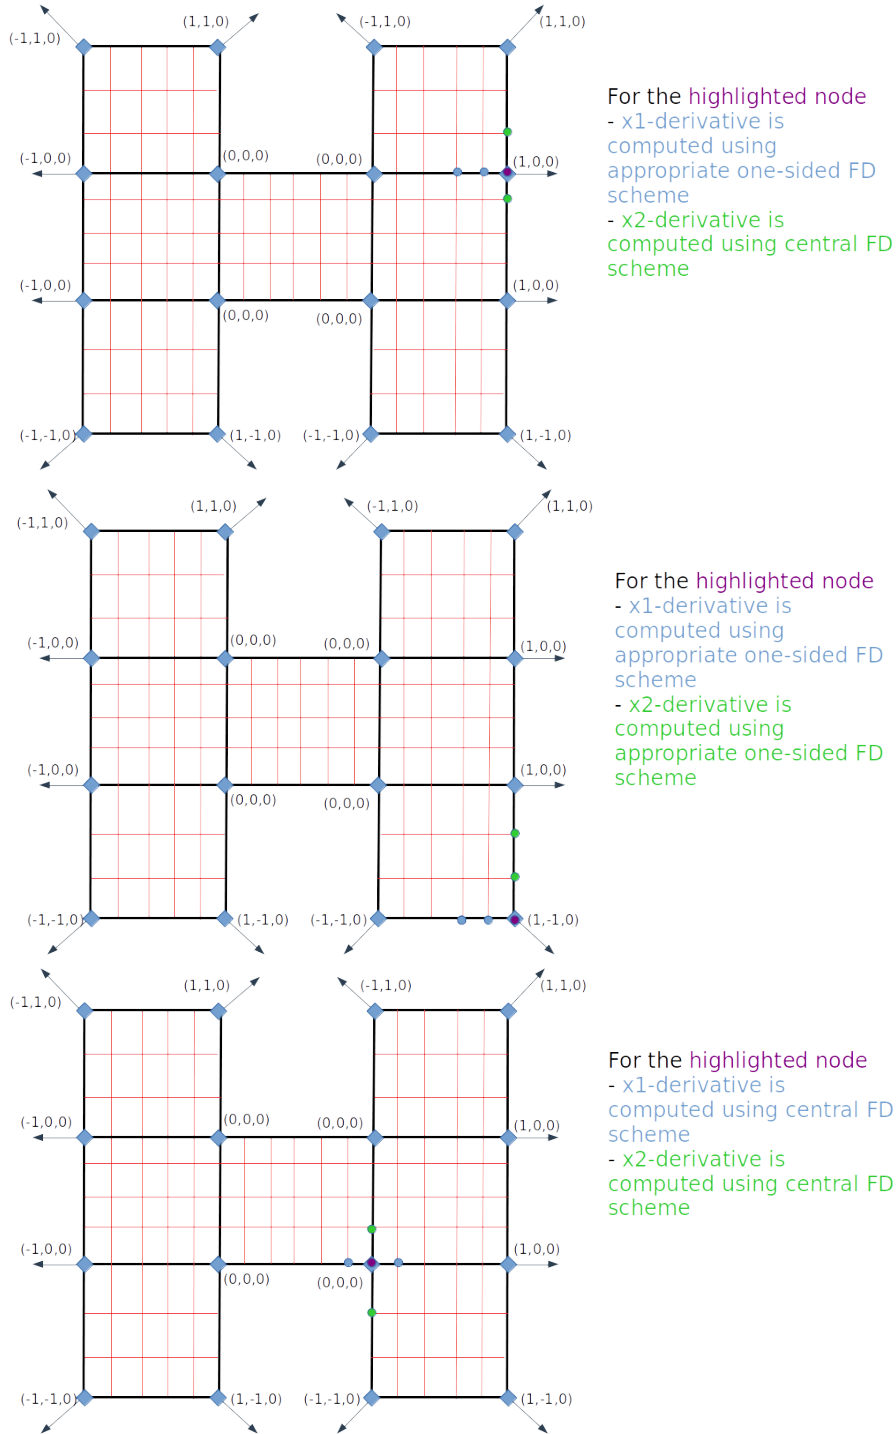 (-1,1,0)
(1,1,0)
(-1,1,0)
(1,1,0)
(-1,0,0)
(0,0,0)
(0,0,0)
(1,0,0)
(-1,0,0)
(0,0,0)
(0,0,0)
(1,0,0)
(-1,-1,0)
(1,-1,0)
(-1,-1,0)
(1,-1,0)
For the highlighted node
- x1-derivative is
computed using
appropriate one-sided FD
scheme
- x2-derivative is
computed using central FD
scheme
(-1,1,0)
(1,1,0)
(-1,1,0)
(1,1,0)
(-1,0,0)
(0,0,0)
(0,0,0)
(1,0,0)
(-1,0,0)
(0,0,0)
(0,0,0)
(1,0,0)
(-1,-1,0)
(1,-1,0)
(-1,-1,0)
(1,-1,0)
For the highlighted node
- x1-derivative is
computed using
appropriate one-sided FD
scheme
- x2-derivative is
computed using
appropriate one-sided FD
scheme
(-1,1,0)
(1,1,0)
(-1,1,0)
(1,1,0)
(-1,0,0)
(0,0,0)
(0,0,0)
(1,0,0)
(-1,0,0)
(0,0,0)
(0,0,0)
(1,0,0)
(-1,-1,0)
(1,-1,0)
(-1,-1,0)
(1,-1,0)
For the highlighted node
- x1-derivative is
computed using central FD
scheme
- x2-derivative is
computed using central FD
scheme